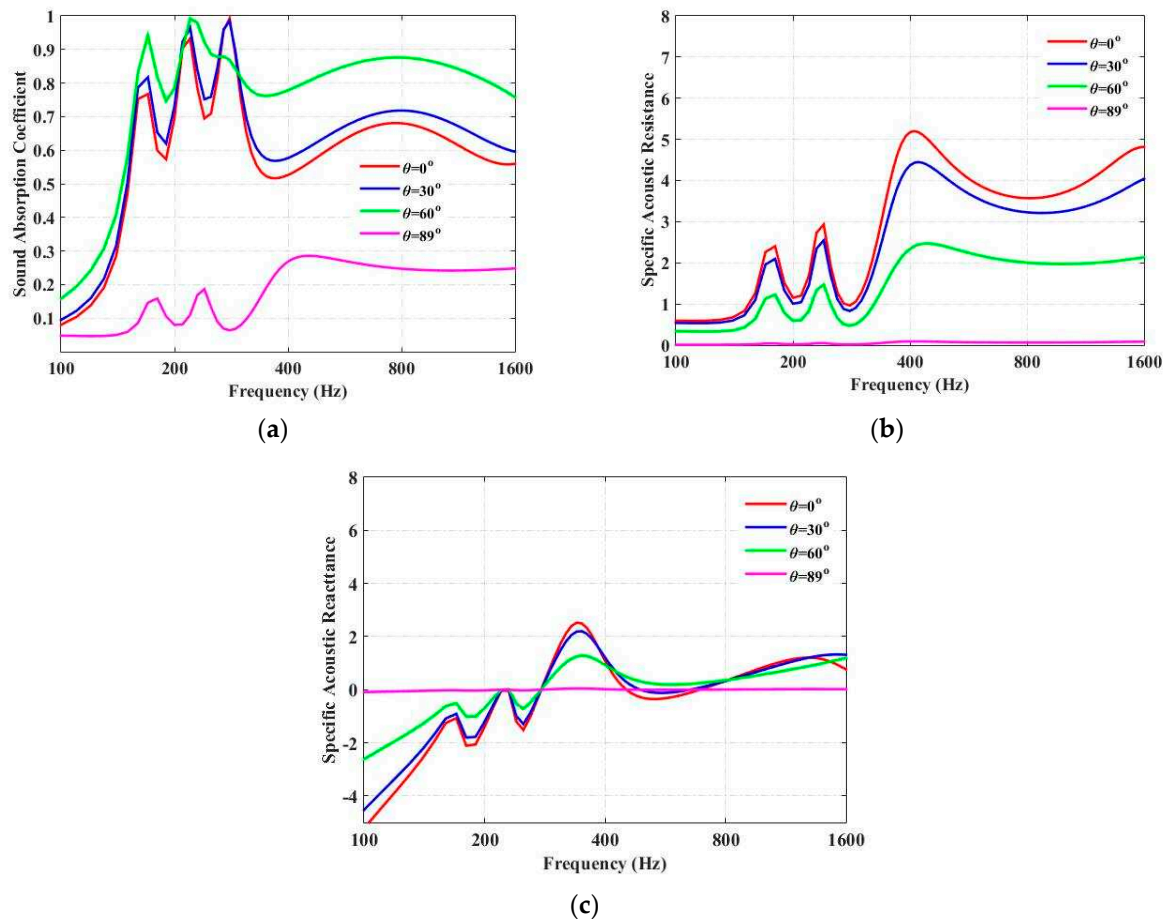 1
0.9
0.8
0.7
0.6
0.5
0.4
0.3
0.2
0.1
Sound Absorption Coefficient
θ=0°
θ=30°
θ=60°
θ=89°
100 200 400 800 1600
Frequency (Hz)
(a)
8
7
6
5
4
3
2
1
0
Specific Acoustic Resistance
θ=0°
θ=30°
θ=60°
θ=89°
100 200 400 800 1600
Frequency (Hz)
(b)
8
6
4
2
0
-2
-4
Specific Acoustic Reacttance
θ=0°
θ=30°
θ=60°
θ=89°
100 200 400 800 1600
Frequency (Hz)
(c)